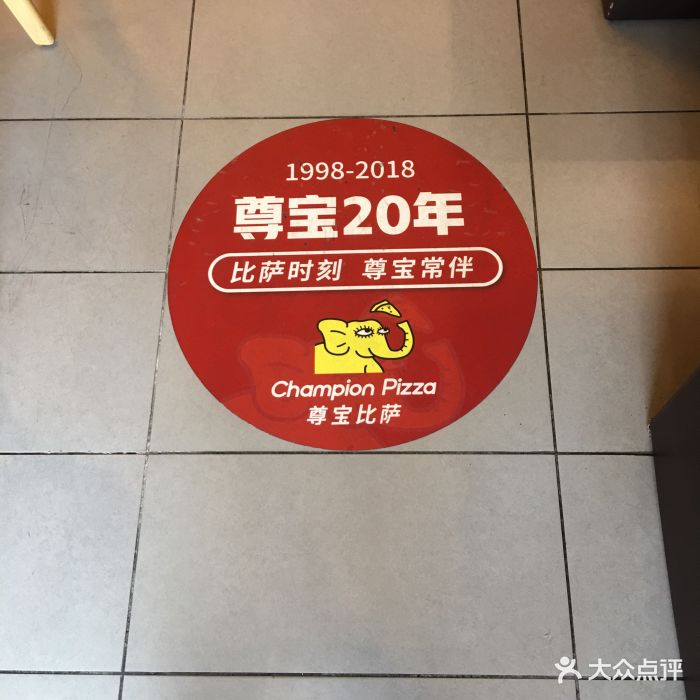 1998-2018
尊宝20年
比萨时刻 尊宝常伴
Champion Pizza
尊宝比萨
大众点评